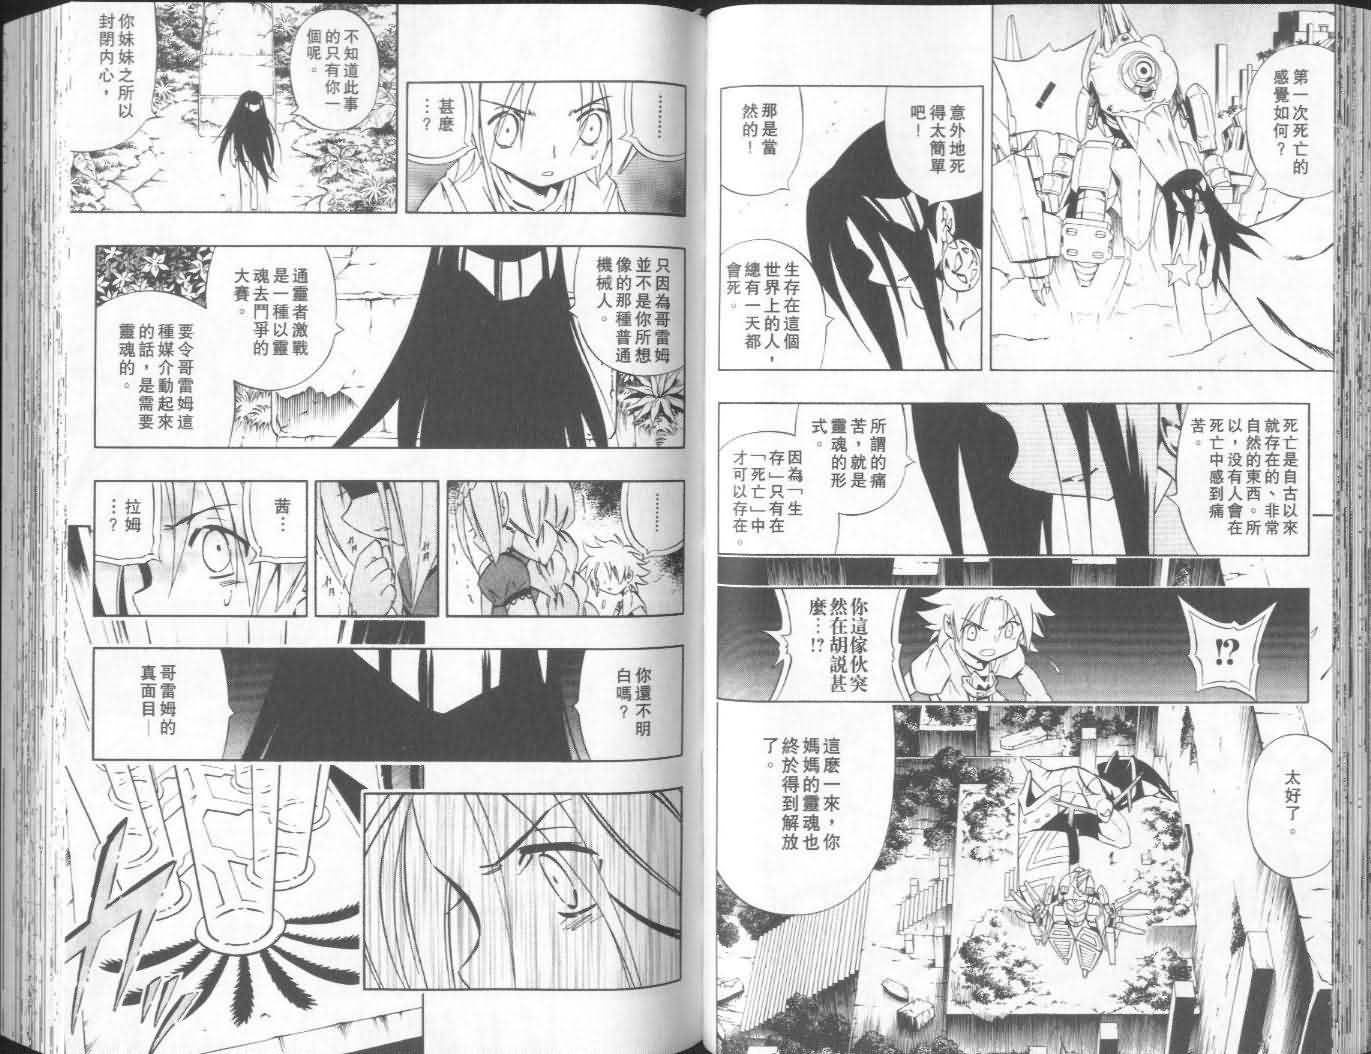 第一次死亡的
感覺如何?
意外地死
得太簡單
吧!
那是當
然的!
生存在這個
世界上的人,
總有一天都
會死。
死亡是自古以來
就存在的、非常
自然的東西。所
以,没有人會在
死亡中感到痛
苦。
所謂的痛
苦,就是
靈魂的形
式。
因為「生
存」只有在
「死亡」中
才可以存在。
!?
你這傢伙突
然在胡説甚
麼…!?
太好了。
這麽一來,你
媽媽的靈魂也
終於得到解放
了。
…………
甚麼
…?
不知道此事
的只有你一
個呢。
你妹妹之所以
封閉内心,
只因為哥雷姆
並不是你所想
像的那種普通
機械人。
通靈者激戰
是一種以靈
魂去鬥爭的
大賽。
要令哥雷姆這
種媒介動起來
的話,是需要
靈魂的。
…………
茜…
拉姆
…?
你還不明
白嗎?
哥雷姆的
真面目—